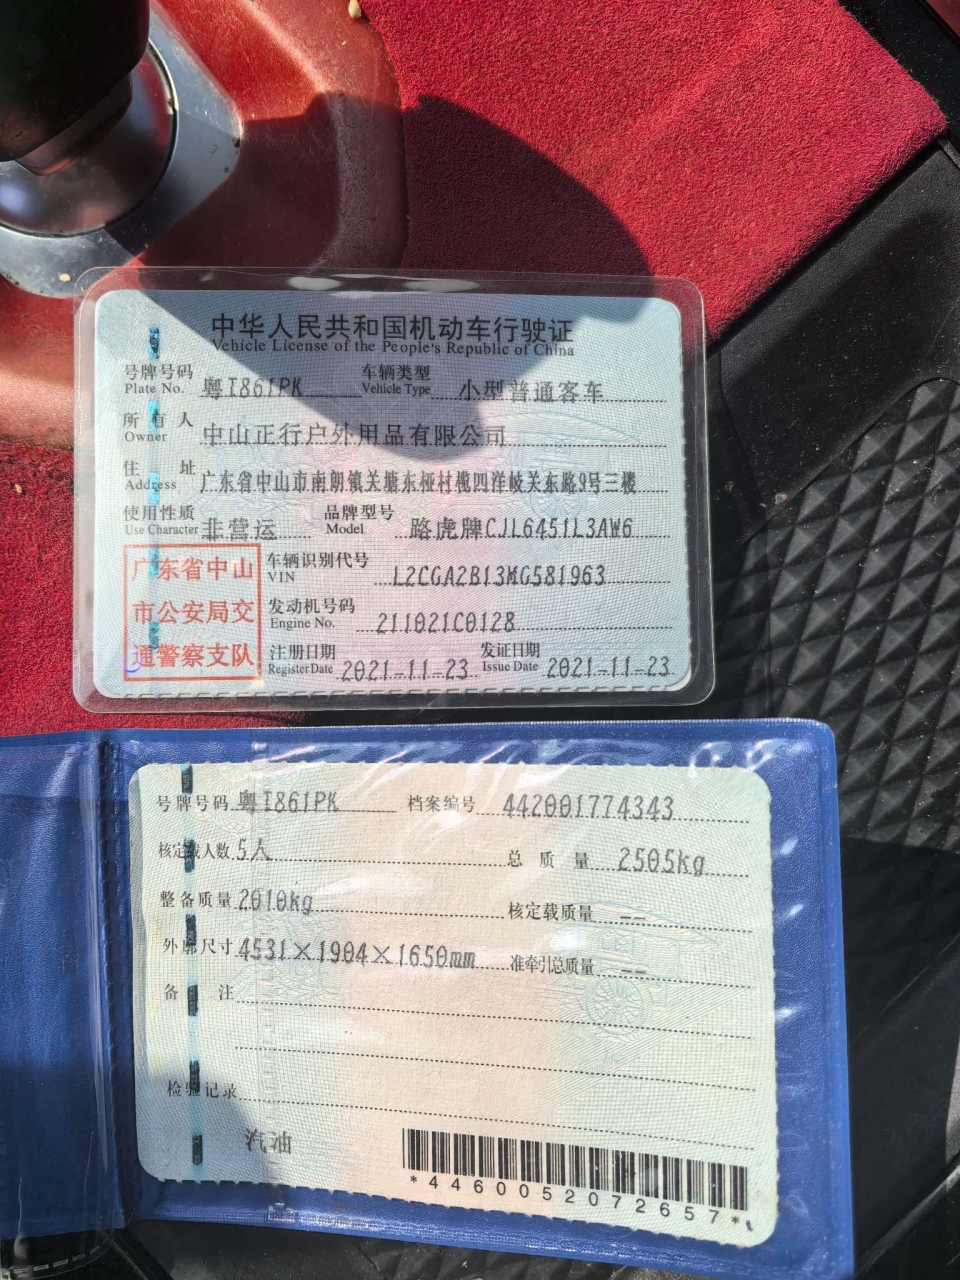 中华人民共和国机动车行驶证
Vehicle License of the People's Republic of China
号牌号码 Plate No. 粤T861PK 车辆类型 Vehicle Type 小型普通客车
所有人 Owner 中山正行户外用品有限公司
住址 Address 广东省中山市南朗镇关塘东桠村榄四洋岐关东路9号三楼
使用性质 Use Character 非营运 品牌型号 Model 路虎牌CJL6451L3AW6
广东省中山 车辆识别代号 VIN L2CGA2B13MG581963
市公安局交 发动机号码 Engine No. 211021C0128
通警察支队 注册日期 Register Date 2021-11-23 发证日期 Issue Date 2021-11-23
号牌号码 粤T861PK 档案编号 442001774343
核定载人数 5人 总质量 2505kg
整备质量 2010kg 核定载质量 --
外廓尺寸 4531×1904×1650mm 准牵引总质量 --
备注
检验记录
汽油
*4460052072657*